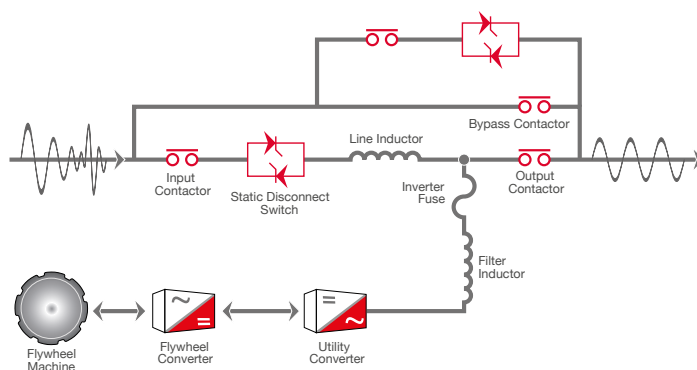 Bypass Contactor
Line Inductor
Input
Contactor
Static Disconnect
Switch
Inverter
Fuse
Output
Contactor
Filter
Inductor
Flywheel
Machine
Flywheel
Converter
Utility
Converter